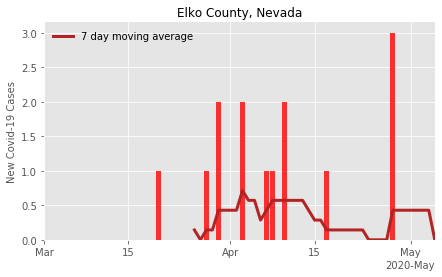 Elko County, Nevada
7 day moving average
New Covid-19 Cases
3.0
2.5
2.0
1.5
1.0
0.5
0.0
Mar 15 Apr 15 May
2020-May